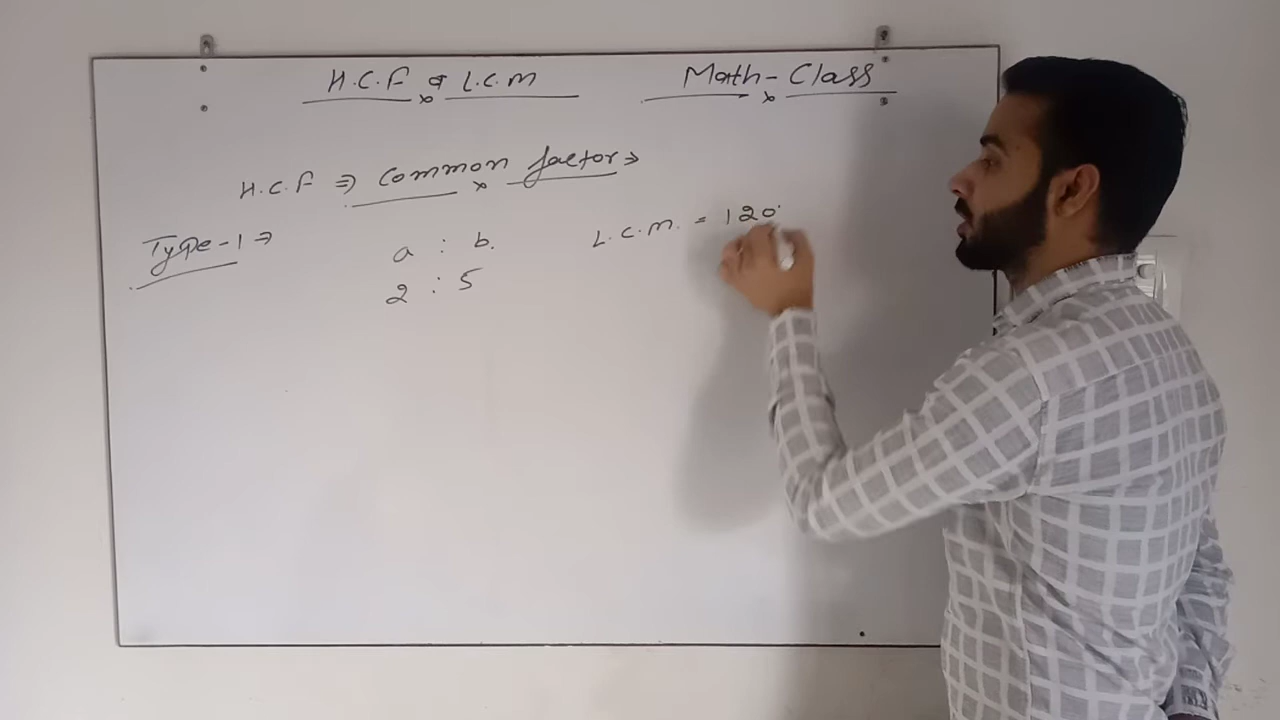 H.C.F व L.C.M
Math-Class
H.C.F ⇒ Common factor ⇒
Type-1 ⇒
a : b.
L.C.M. = 120
2 : 5